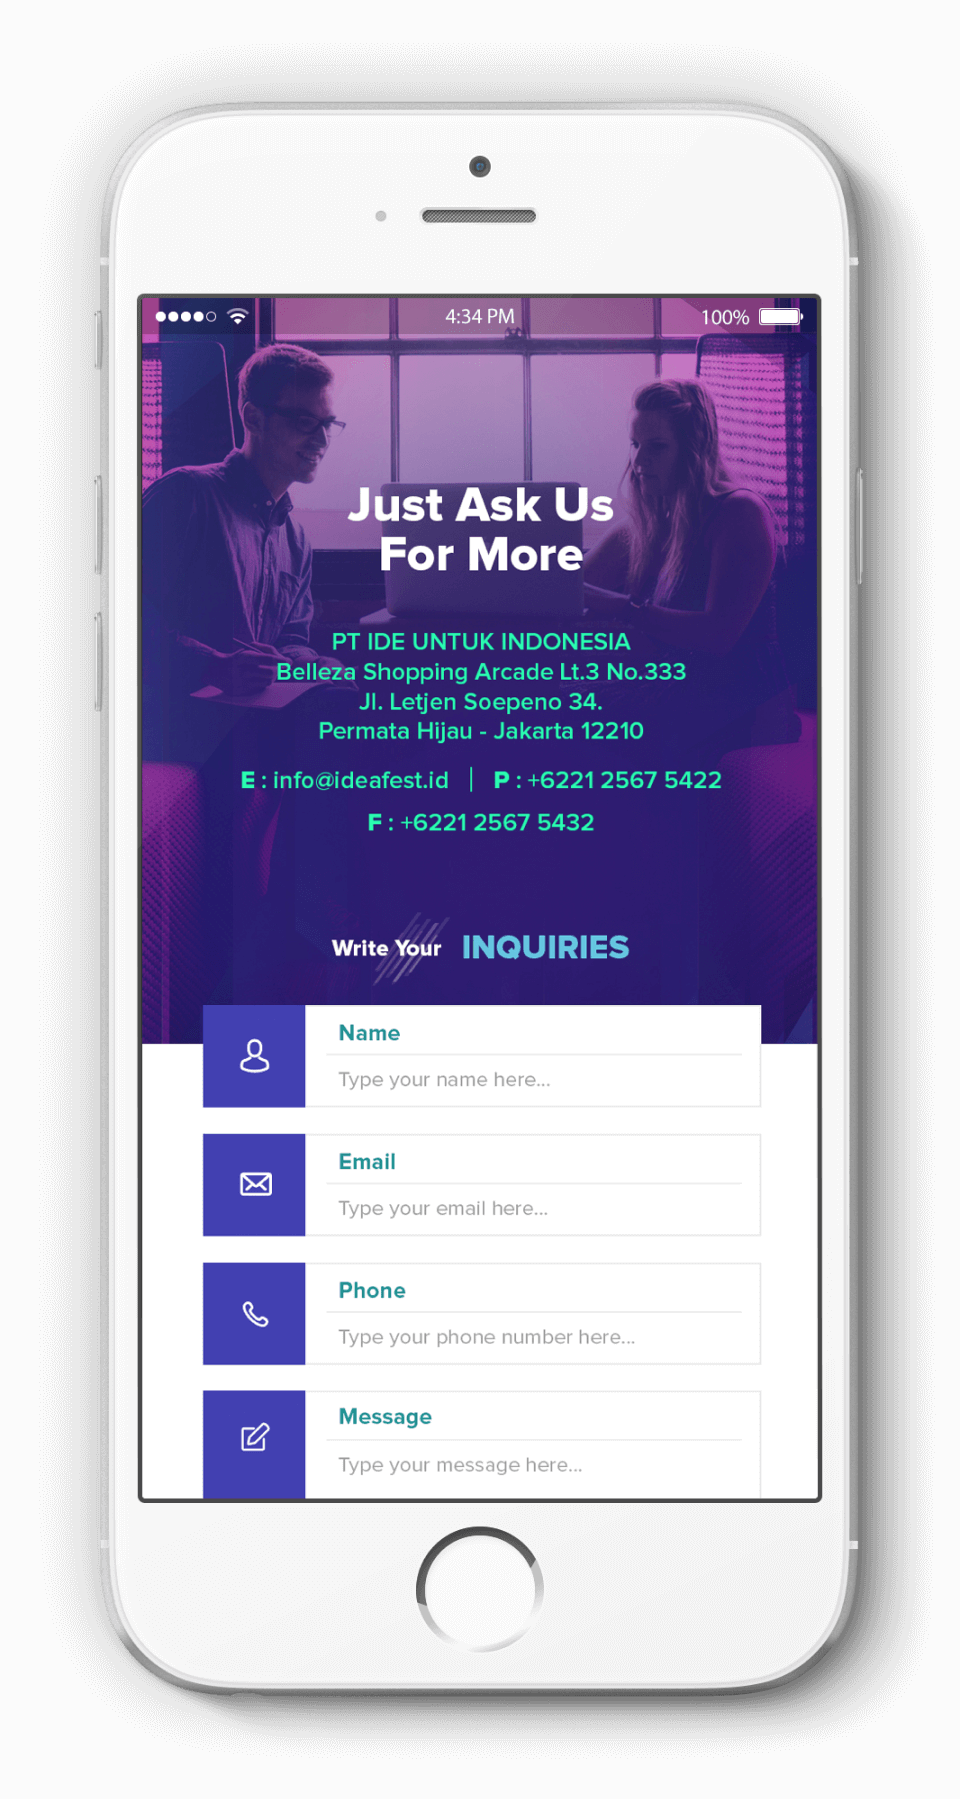 4:34 PM 100%
Just Ask Us
For More
PT IDE UNTUK INDONESIA
Belleza Shopping Arcade Lt.3 No.333
Jl. Letjen Soepeno 34.
Permata Hijau - Jakarta 12210
E : info@ideafest.id | P : +6221 2567 5422
F : +6221 2567 5432
Write Your INQUIRIES
Name
Type your name here...
Email
Type your email here...
Phone
Type your phone number here...
Message
Type your message here...